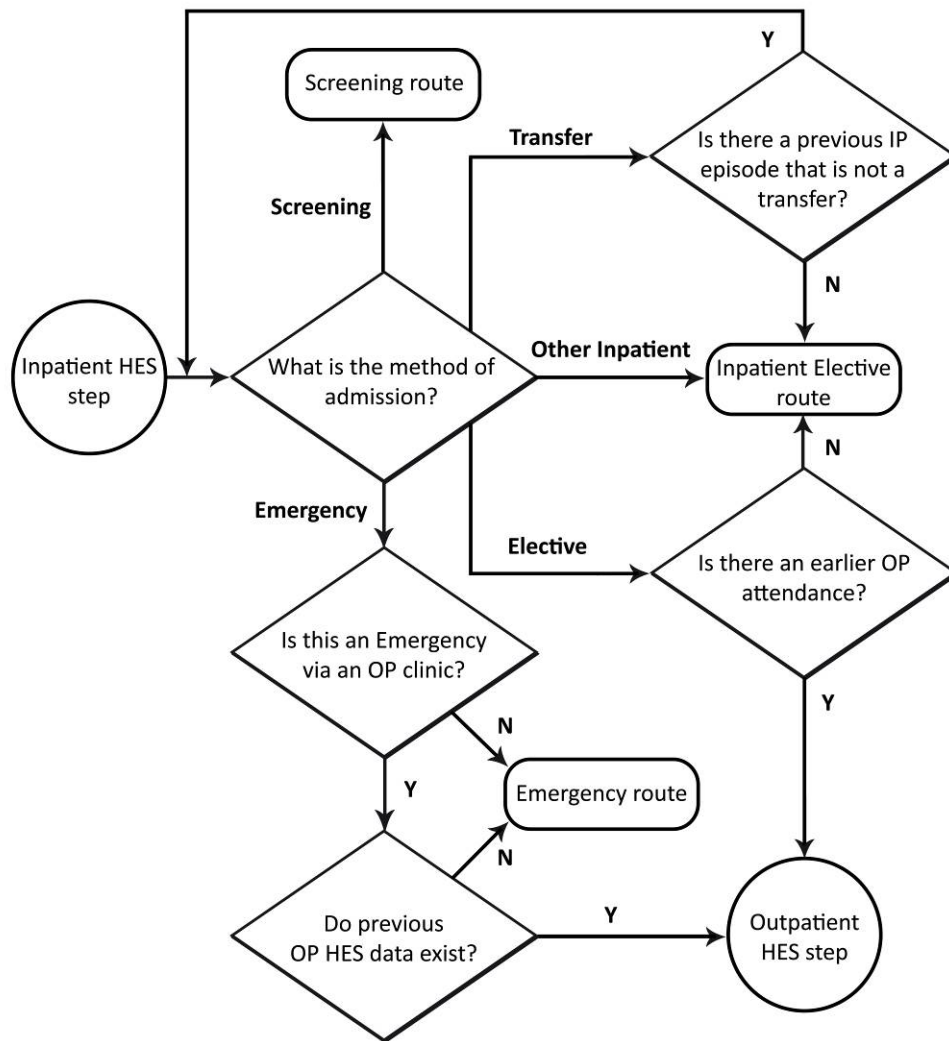 Y
Screening route
Transfer
Is there a previous IP
episode that is not a
transfer?
Screening
N
Inpatient HES
step
What is the method of
admission?
Other Inpatient
Inpatient Elective
route
N
Emergency
Elective
Is there an earlier OP
attendance?
Is this an Emergency
via an OP clinic?
Y
N
Y
Emergency route
N
Do previous
OP HES data exist?
Y
Outpatient
HES step